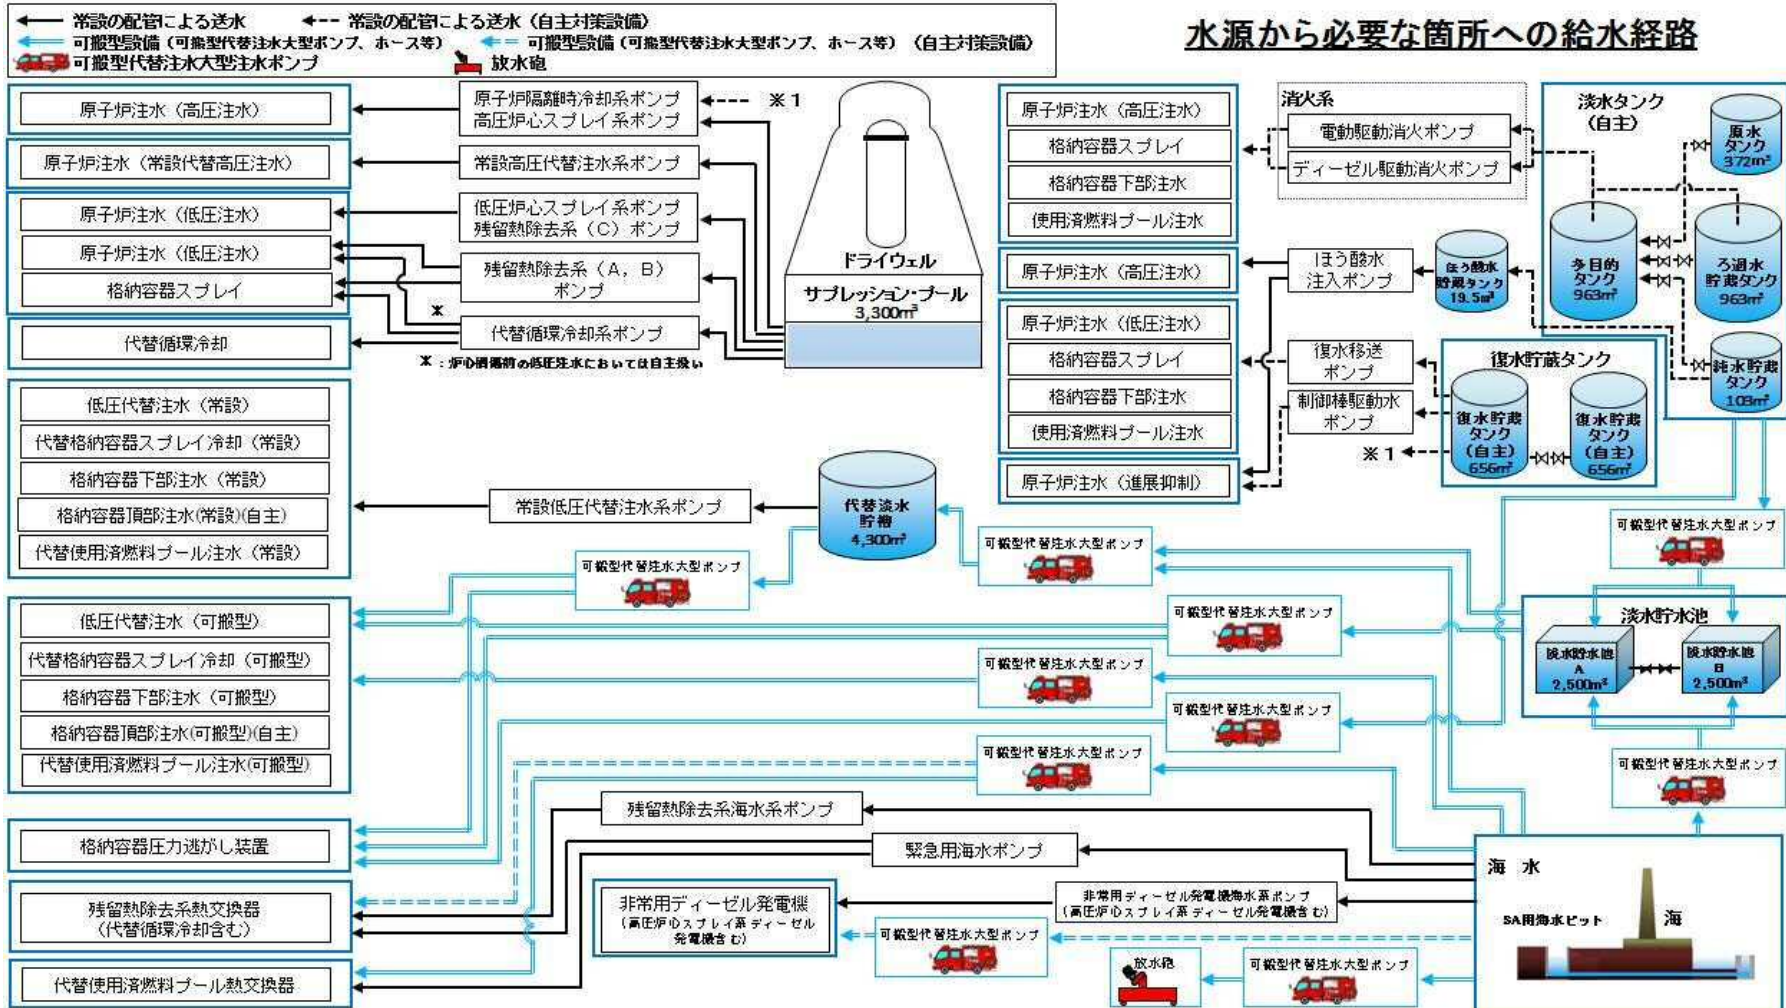 水源から必要な箇所への給水経路
常設の配管による送水
常設の配管による送水（自主対策設備）
可搬型設備（可搬型代替注水大型ポンプ、ホース等）
可搬型設備（可搬型代替注水大型ポンプ、ホース等）（自主対策設備）
可搬型代替注水大型注水ポンプ
放水砲
原子炉注水（高圧注水）
原子炉注水（常設代替高圧注水）
原子炉注水（低圧注水）
原子炉注水（低圧注水）
格納容器スプレイ
代替循環冷却
原子炉隔離時冷却系ポンプ
高圧炉心スプレイ系ポンプ
※1
常設高圧代替注水系ポンプ
低圧炉心スプレイ系ポンプ
残留熱除去系（C）ポンプ
残留熱除去系（A，B）
ポンプ
※
代替循環冷却系ポンプ
※：炉心損傷前の低圧注水においては自主扱い
ドライウェル
サプレッション・プール
3,300m³
原子炉注水（高圧注水）
格納容器スプレイ
格納容器下部注水
使用済燃料プール注水
原子炉注水（高圧注水）
原子炉注水（低圧注水）
格納容器スプレイ
格納容器下部注水
使用済燃料プール注水
原子炉注水（進展抑制）
消火系
電動駆動消火ポンプ
ディーゼル駆動消火ポンプ
ほう酸水
注入ポンプ
ほう酸水
貯蔵タンク
19.5m³
復水移送
ポンプ
制御棒駆動水
ポンプ
※1
淡水タンク
（自主）
原水
タンク
372m³
多目的
タンク
963m³
ろ過水
貯蔵タンク
963m³
純水貯蔵
タンク
103m³
復水貯蔵タンク
復水貯蔵
タンク
（自主）
656m³
復水貯蔵
タンク
（自主）
656m³
低圧代替注水（常設）
代替格納容器スプレイ冷却（常設）
格納容器下部注水（常設）
格納容器頂部注水(常設)(自主)
代替使用済燃料プール注水（常設）
常設低圧代替注水系ポンプ
代替淡水
貯槽
4,300m³
可搬型代替注水大型ポンプ
可搬型代替注水大型ポンプ
可搬型代替注水大型ポンプ
可搬型代替注水大型ポンプ
可搬型代替注水大型ポンプ
可搬型代替注水大型ポンプ
可搬型代替注水大型ポンプ
淡水貯水池
淡水貯水池
A
2,500m³
淡水貯水池
B
2,500m³
可搬型代替注水大型ポンプ
低圧代替注水（可搬型）
代替格納容器スプレイ冷却（可搬型）
格納容器下部注水（可搬型）
格納容器頂部注水(可搬型)(自主)
代替使用済燃料プール注水(可搬型)
格納容器圧力逃がし装置
残留熱除去系熱交換器
（代替循環冷却含む）
代替使用済燃料プール熱交換器
残留熱除去系海水系ポンプ
緊急用海水ポンプ
非常用ディーゼル発電機
（高圧炉心スプレイ系ディーゼル
発電機含む）
非常用ディーゼル発電機海水系ポンプ
（高圧炉心スプレイ系ディーゼル発電機含む）
可搬型代替注水大型ポンプ
放水砲
可搬型代替注水大型ポンプ
海 水
SA用海水ピット
海